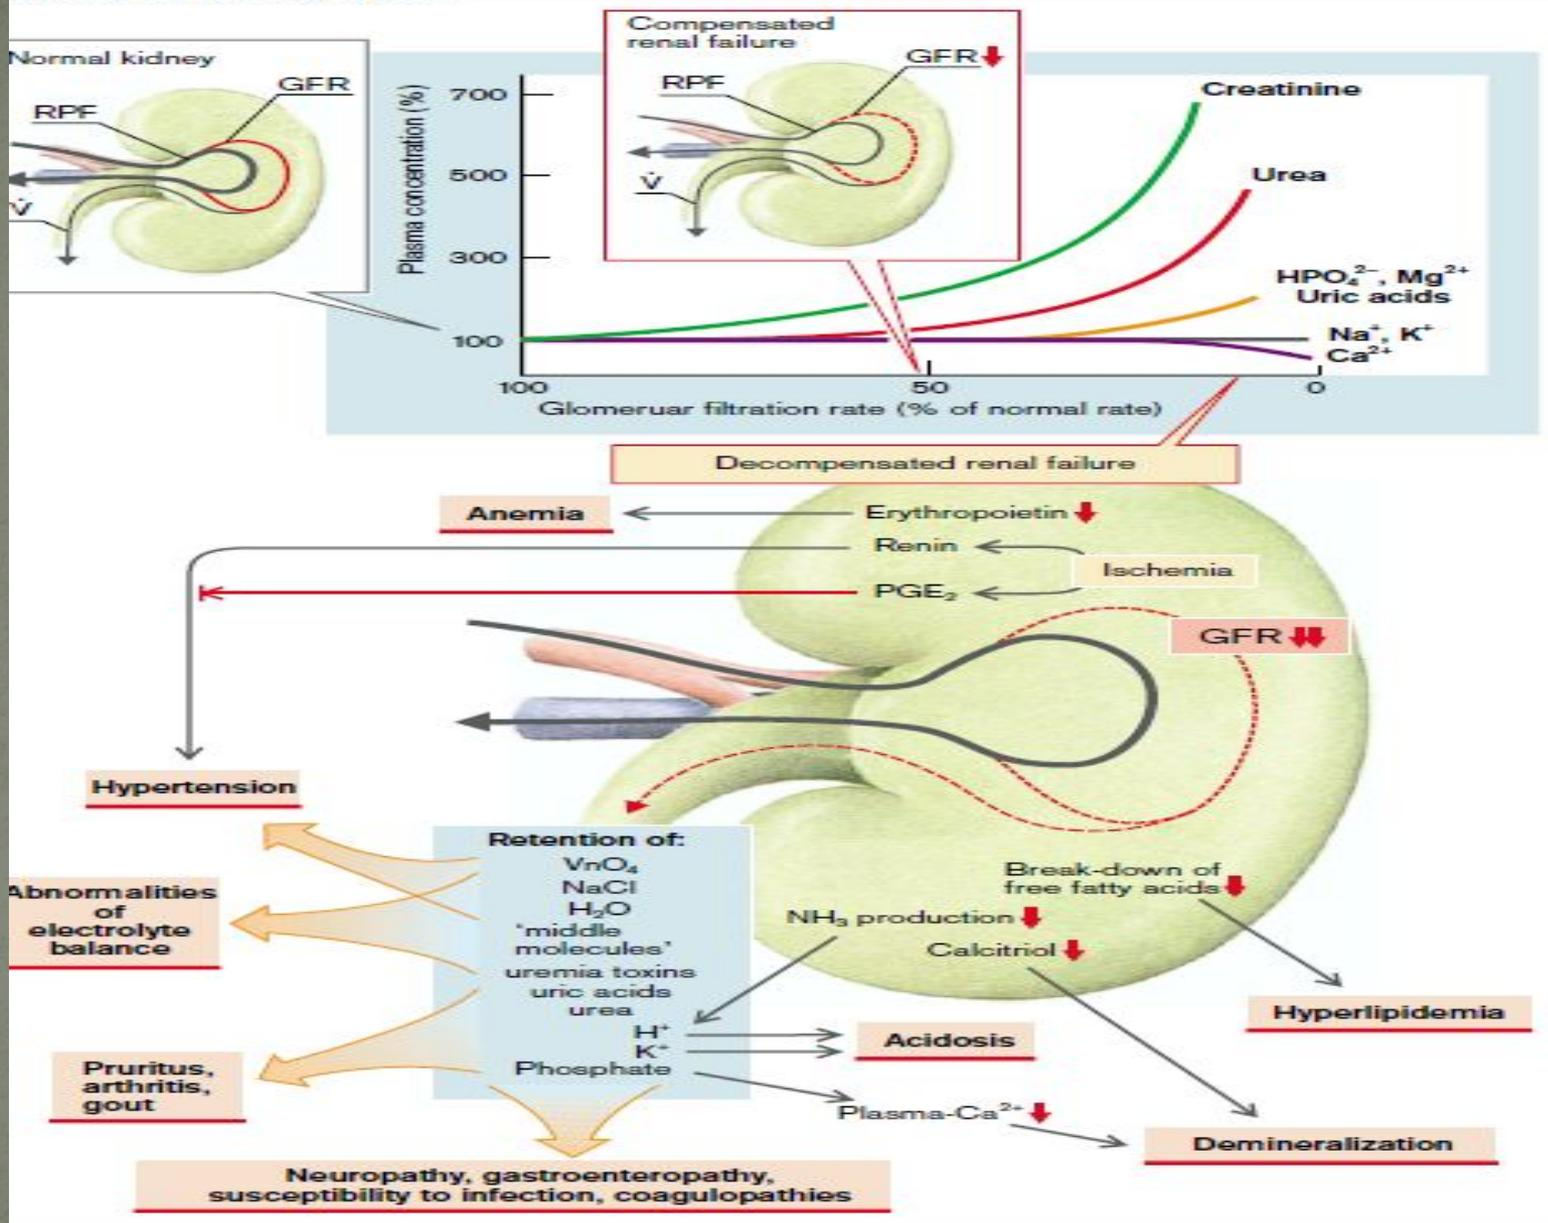 Normal kidney
GFR
RPF
V̇
Compensated
renal failure
GFR
RPF
V̇
Plasma concentration (%)
700
500
300
100
Creatinine
Urea
HPO₄²⁻, Mg²⁺
Uric acids
Na⁺, K⁺
Ca²⁺
100
50
0
Glomeruar filtration rate (% of normal rate)
Decompensated renal failure
Anemia
Erythropoietin
Renin
Ischemia
PGE₂
GFR
Hypertension
Retention of:
VnO₄
NaCl
H₂O
'middle
molecules'
uremia toxins
uric acids
urea
H⁺
K⁺
Phosphate
Abnormalities
of
electrolyte
balance
Break-down of
free fatty acids
NH₃ production
Calcitriol
Hyperlipidemia
Acidosis
Pruritus,
arthritis,
gout
Plasma-Ca²⁺
Demineralization
Neuropathy, gastroenteropathy,
susceptibility to infection, coagulopathies